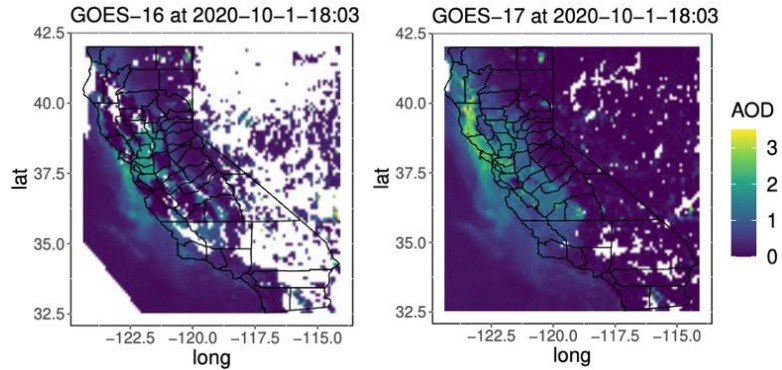 GOES-16 at 2020-10-1-18:03
42.5
40.0
37.5
35.0
32.5
lat
-122.5 -120.0 -117.5 -115.0
long
GOES-17 at 2020-10-1-18:03
42.5
40.0
37.5
35.0
32.5
lat
-122.5 -120.0 -117.5 -115.0
long
AOD
3
2
1
0